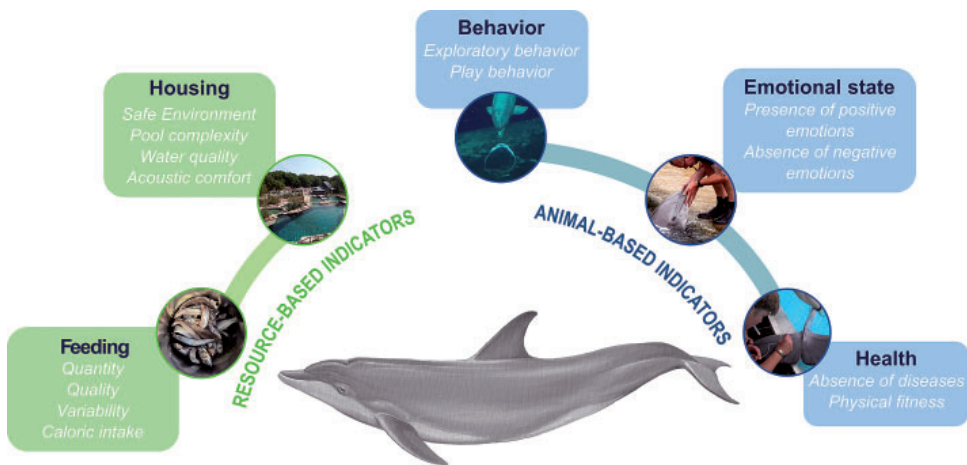 Behavior
Exploratory behavior
Play behavior
Housing
Safe Environment
Pool complexity
Water quality
Acoustic comfort
Emotional state
Presence of positive
emotions
Absence of negative
emotions
RESOURCE-BASED INDICATORS
ANIMAL-BASED INDICATORS
Feeding
Quantity
Quality
Variability
Caloric intake
Health
Absence of diseases
Physical fitness